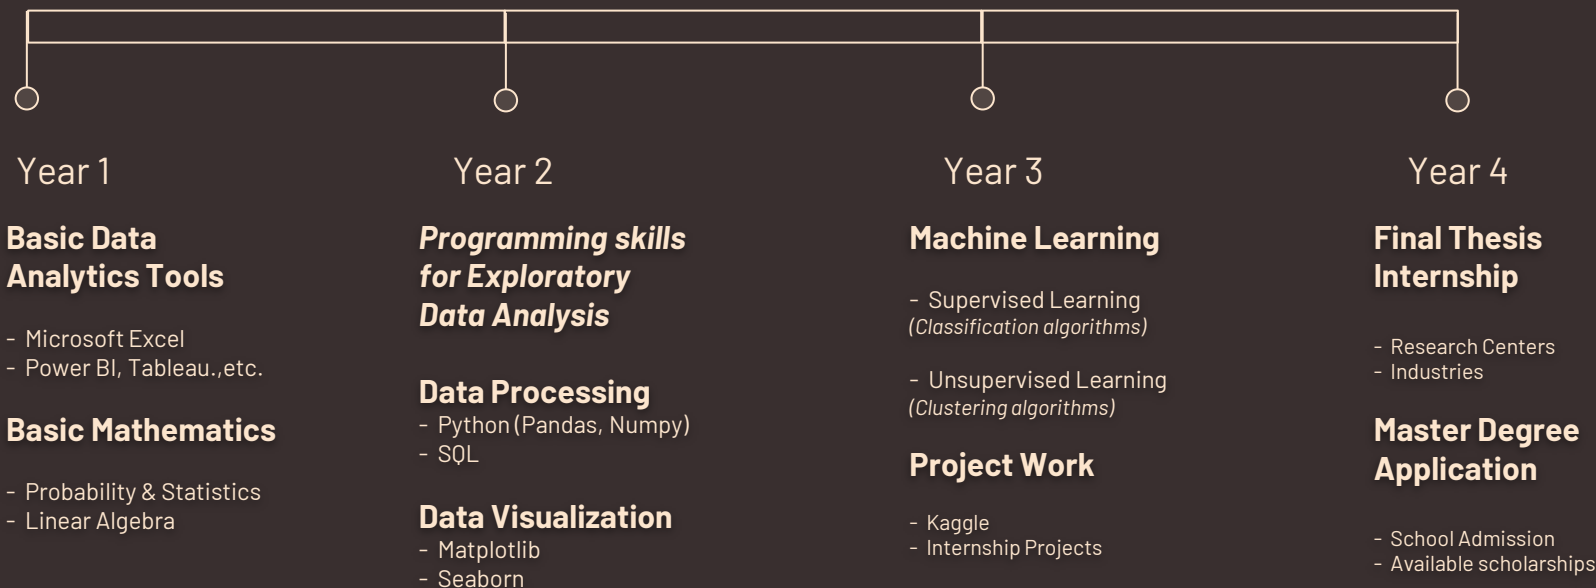 Year 1
Basic Data
Analytics Tools
- Microsoft Excel
- Power BI, Tableau.,etc.
Basic Mathematics
- Probability & Statistics
- Linear Algebra
Year 2
Programming skills
for Exploratory
Data Analysis
Data Processing
- Python (Pandas, Numpy)
- SQL
Data Visualization
- Matplotlib
- Seaborn
Year 3
Machine Learning
- Supervised Learning
(Classification algorithms)
- Unsupervised Learning
(Clustering algorithms)
Project Work
- Kaggle
- Internship Projects
Year 4
Final Thesis
Internship
- Research Centers
- Industries
Master Degree
Application
- School Admission
- Available scholarships